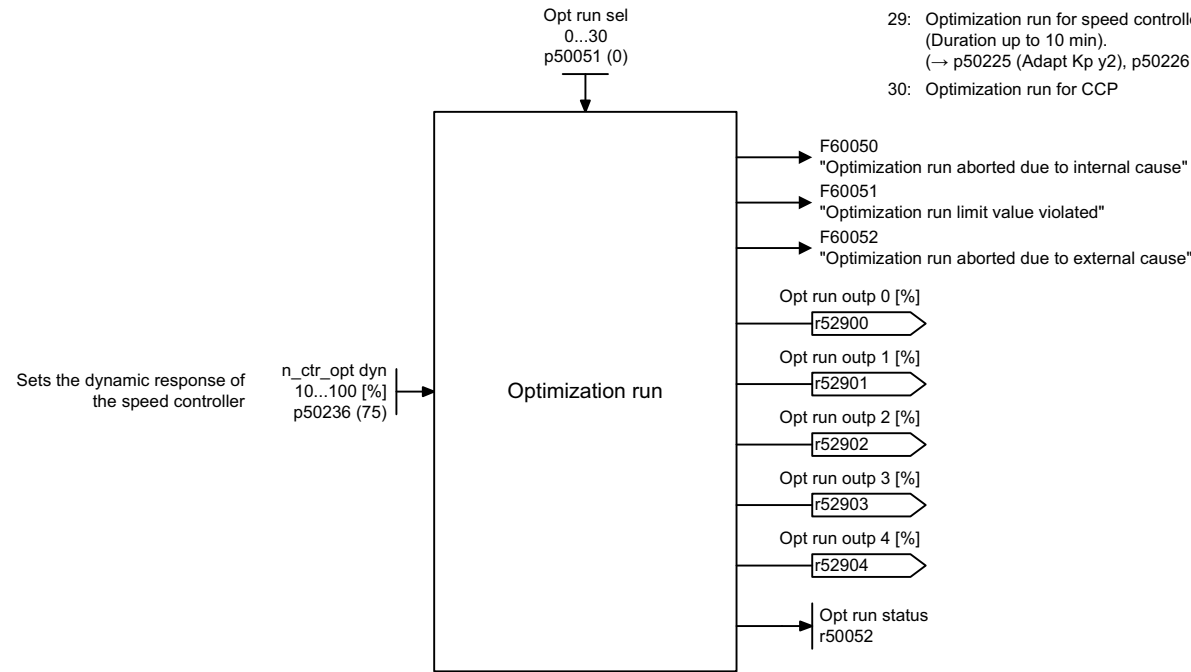 Opt run sel
0...30
p50051 (0)
29: Optimization run for speed
(Duration up to 10 min).
(→ p50225 (Adapt Kp y2), p50226
30: Optimization run for CCP
F60050
"Optimization run aborted due to internal cause"
F60051
"Optimization run limit value violated"
F60052
"Optimization run aborted due to external cause"
Opt run outp 0 [%]
r52900
Opt run outp 1 [%]
r52901
Sets the dynamic response of
the speed controller
n_ctr_opt dyn
10...100 [%]
p50236 (75)
Optimization run
Opt run outp 2 [%]
r52902
Opt run outp 3 [%]
r52903
Opt run outp 4 [%]
r52904
Opt run status
r50052